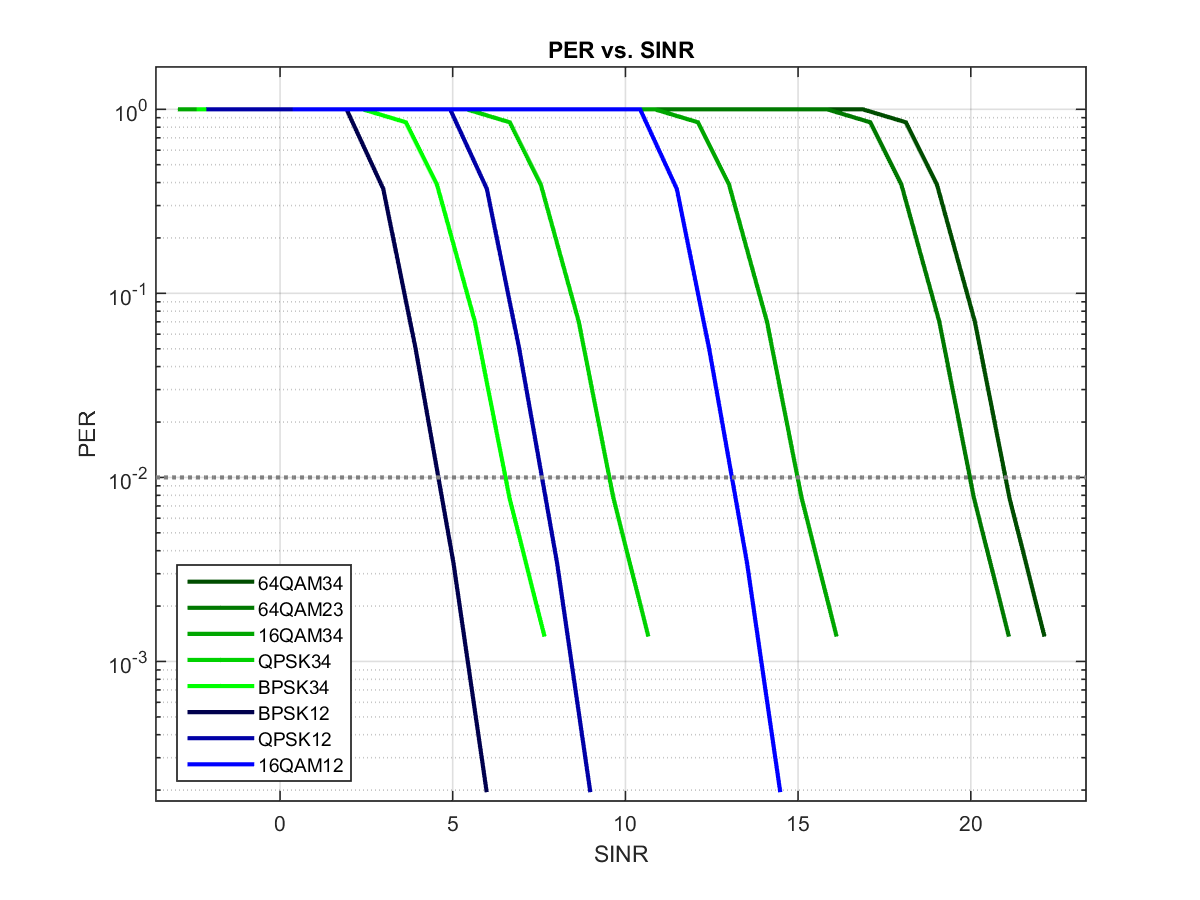 PER vs. SINR
10^0
10^-1
10^-2
10^-3
PER
64QAM34
64QAM23
16QAM34
QPSK34
BPSK34
BPSK12
QPSK12
16QAM12
0 5 10 15 20
SINR